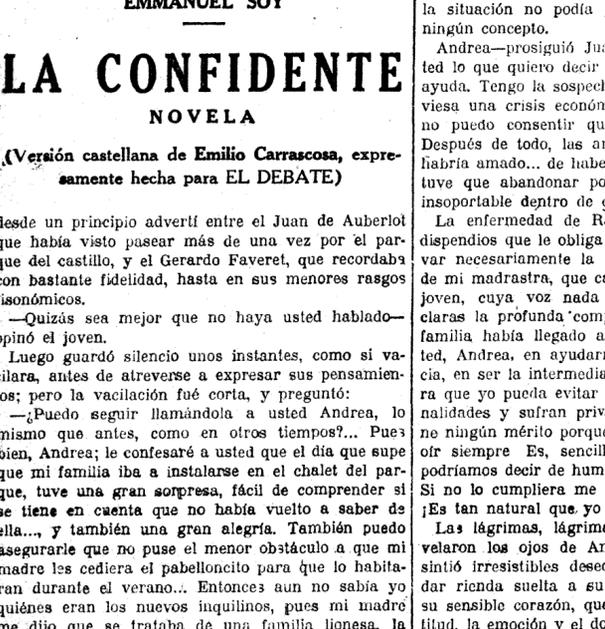 EMMANUEL SOY
LA CONFIDENTE
NOVELA
(Versión castellana de Emilio Carrascosa, expre-
samente hecha para EL DEBATE)
desde un principio advertí entre el Juan de Auberlot
que había visto pasear más de una vez por el par-
que del castillo, y el Gerardo Faveret, que recordaba
con bastante fidelidad, hasta en sus menores rasgos
fisonómicos.
—Quizás sea mejor que no haya usted hablado—
opinó el joven.
Luego guardó silencio unos instantes, como si va-
cilara, antes de atreverse a expresar sus pensamien-
tos; pero la vacilación fué corta, y preguntó:
—¿Puedo seguir llamándola a usted Andrea, lo
mismo que antes, como en otros tiempos?... Pues
bien, Andrea; le confesaré a usted que el día que supe
que mi familia iba a instalarse en el chalet del par-
que, tuve una gran sorpresa, fácil de comprender si
se tiene en cuenta que no había vuelto a saber de
ella..., y también una gran alegría. También puedo
asegurarle que no puse el menor obstáculo a que mi
madre les cediera el pabelloncito para que lo habita-
ran durante el verano... Entonces aun no sabía yo
quiénes eran los nuevos inquilinos, pues mi madre
me dijo que se trataba de una familia lionesa, la
la situación no podía
ningún concepto.
Andrea—prosiguió Jua
ted lo que quiero decir
ayuda. Tengo la sospech
viesa una crisis económ
no puedo consentir qu
Después de todo, las an
habría amado... de habe
tuve que abandonar po
insoportable dentro de
La enfermedad de R
dispendios que le obliga
var necesariamente la
de mi madrastra, que c
joven, cuya voz nada
claras la profunda com
familia había llegado a
ted, Andrea, en ayudar
cia, en ser la intermedia
ra que yo pueda evitar
nalidades y sufran priv
ne ningún mérito porqu
oír siempre Es, sencill
podríamos decir de hum
Si no lo cumpliera me
¡Es tan natural que yo
Las lágrimas, lágrim
velaron los ojos de An
sintió irresistibles dese
dar rienda suelta a su
su sensible corazón, qu
titud, la emoción y el do